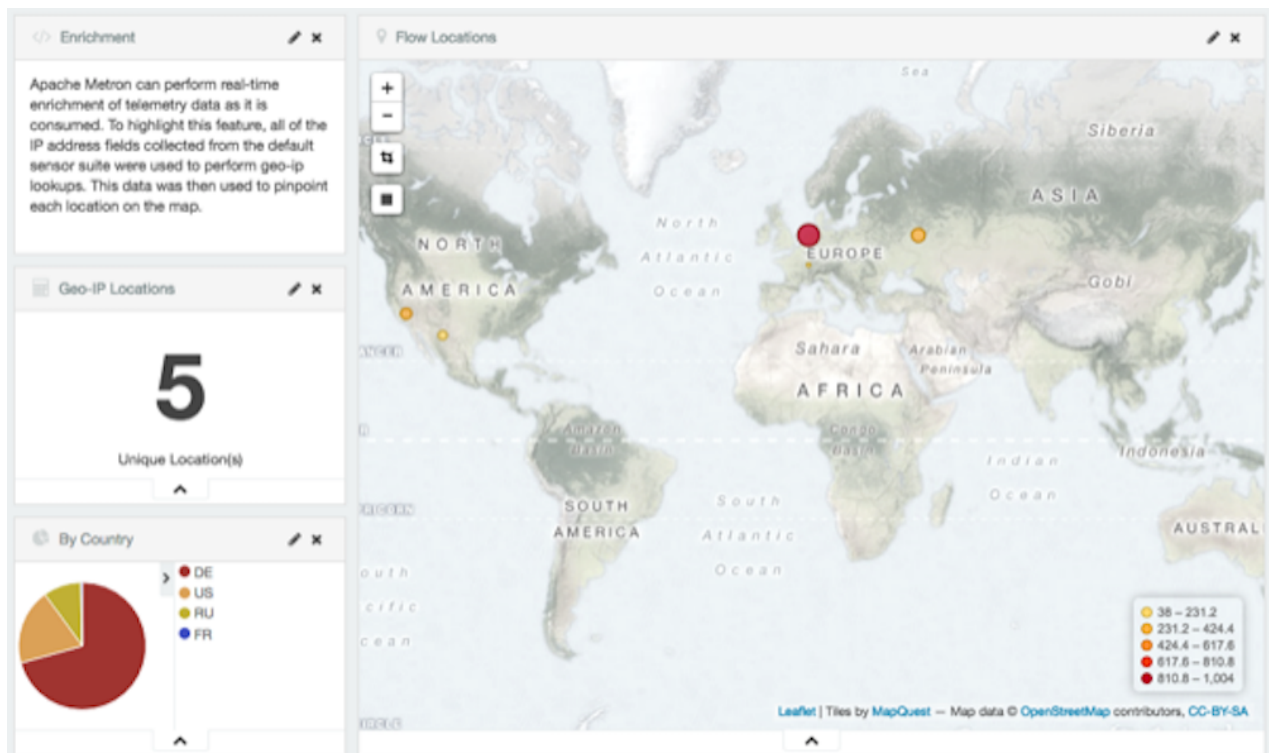 Enrichment
Apache Metron can perform real-time
enrichment of telemetry data as it is
consumed. To highlight this feature, all of the
IP address fields collected from the default
sensor suite were used to perform geo-ip
lookups. This data was then used to pinpoint
each location on the map.
Geo-IP Locations
5
Unique Location(s)
By Country
DE
US
RU
FR
Flow Locations
+
−
Sea
Siberia
ASIA
North
Atlantic
Ocean
NORTH
AMERICA
EUROPE
Gobi
Sahara
Arabian
Peninsula
AFRICA
Amazon
Basin
Congo
Basin
Indian
Ocean
Indonesia
SOUTH
AMERICA
South
Atlantic
Ocean
AUSTRAL
outh
cific
cean
38 – 231.2
231.2 – 424.4
424.4 – 617.6
617.6 – 810.8
810.8 – 1,004
Leaflet | Tiles by MapQuest — Map data © OpenStreetMap contributors, CC-BY-SA